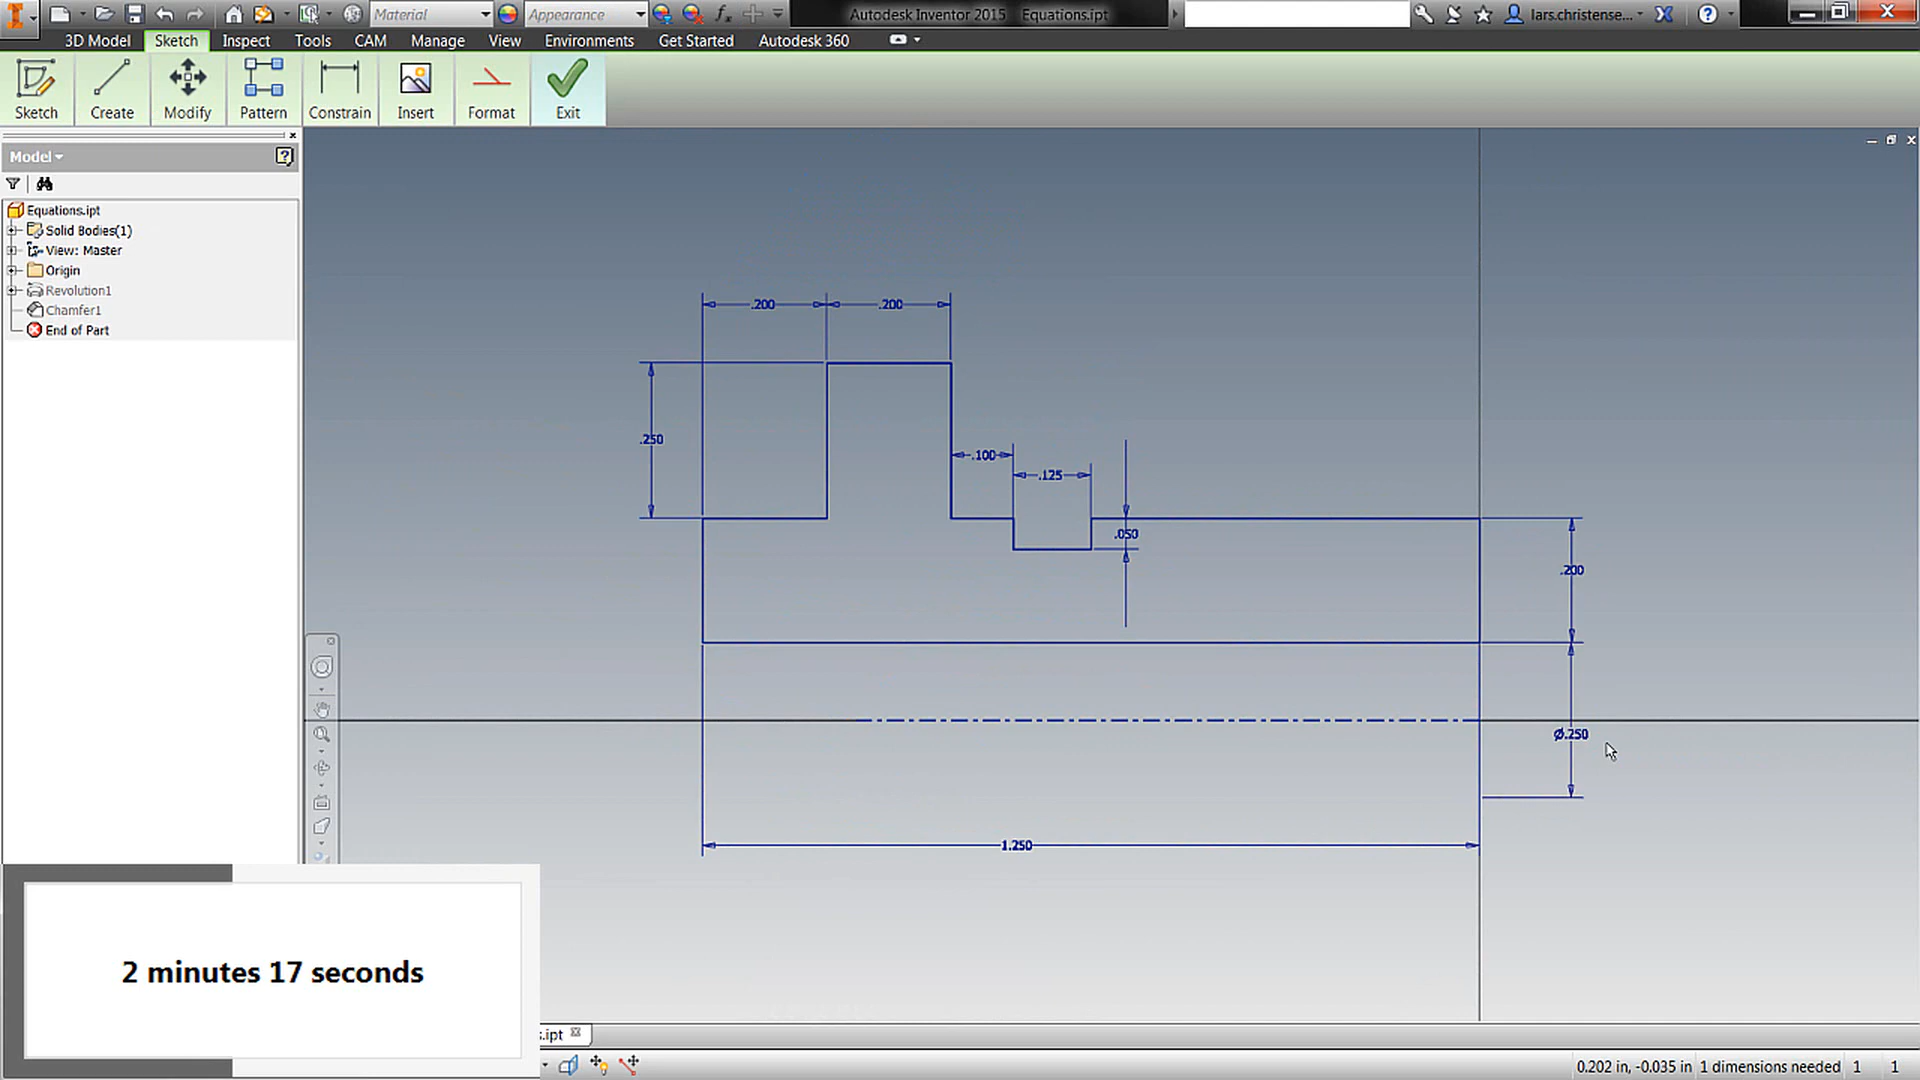 Material
Appearance
Autodesk Inventor 2015 Equations.ipt
lars.christense...
3D Model Sketch Inspect Tools CAM Manage View Environments Get Started Autodesk 360
Sketch Create Modify Pattern Constrain Insert Format Exit
Model
Equations.ipt
Solid Bodies(1)
View: Master
Origin
Revolution1
Chamfer1
End of Part
.200 .200
.250
.100
.125
.050
.200
Ø.250
1.250
2 minutes 17 seconds
s.ipt
0.202 in, -0.035 in 1 dimensions needed 1 1